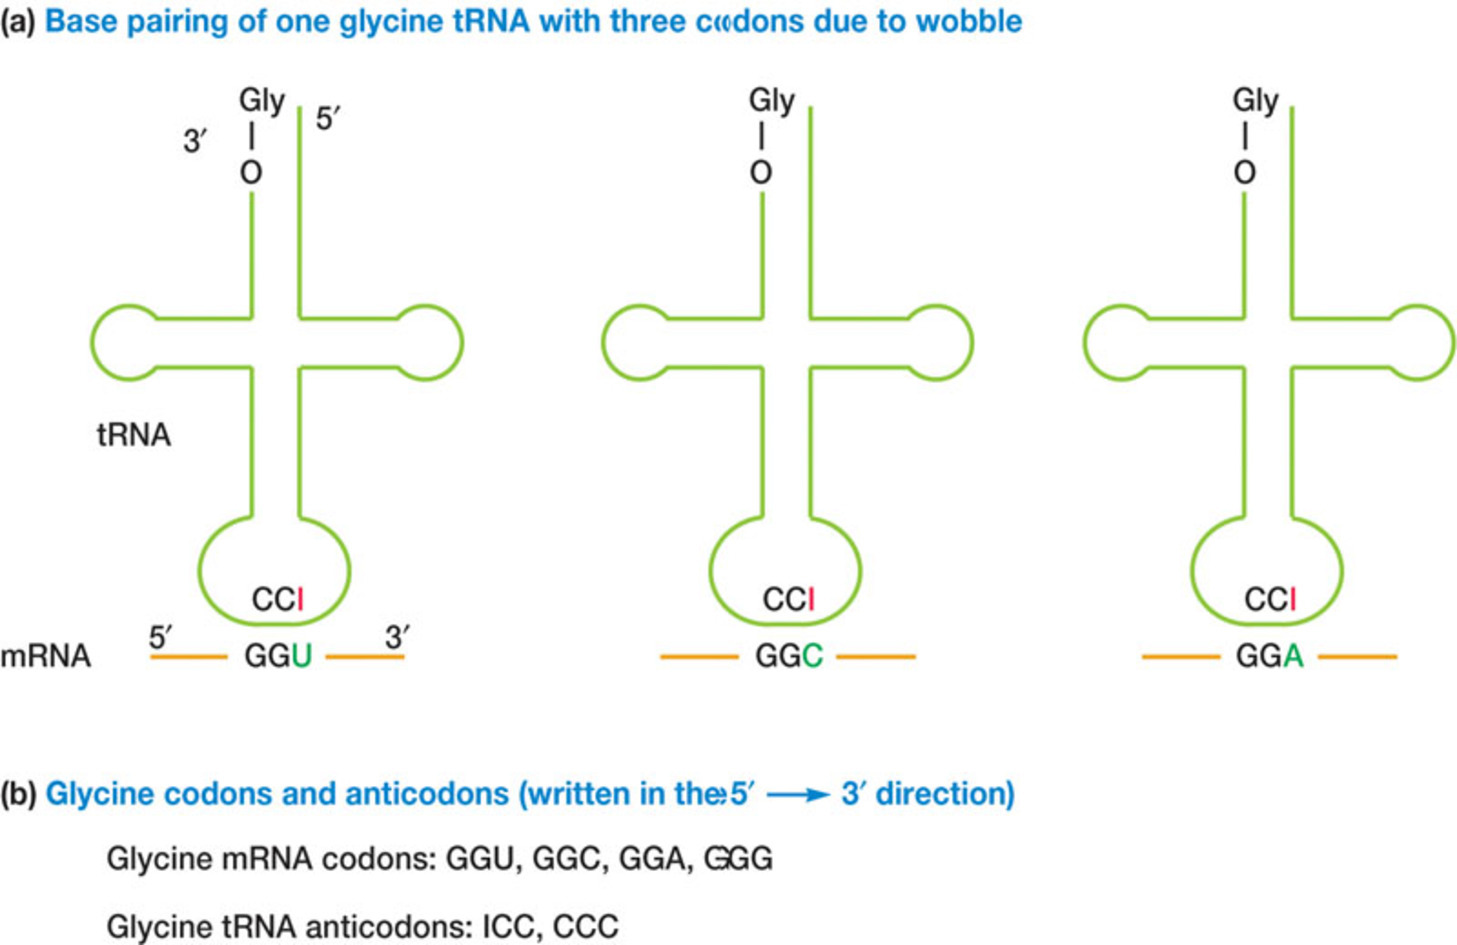 (a) Base pairing of one glycine tRNA with three codons due to wobble
Gly Gly Gly
5′
3′
O O O
tRNA
CCI CCI CCI
5′ 3′
mRNA GGU GGC GGA
(b) Glycine codons and anticodons (written in the 5′ → 3′ direction)
Glycine mRNA codons: GGU, GGC, GGA, GGG
Glycine tRNA anticodons: ICC, CCC